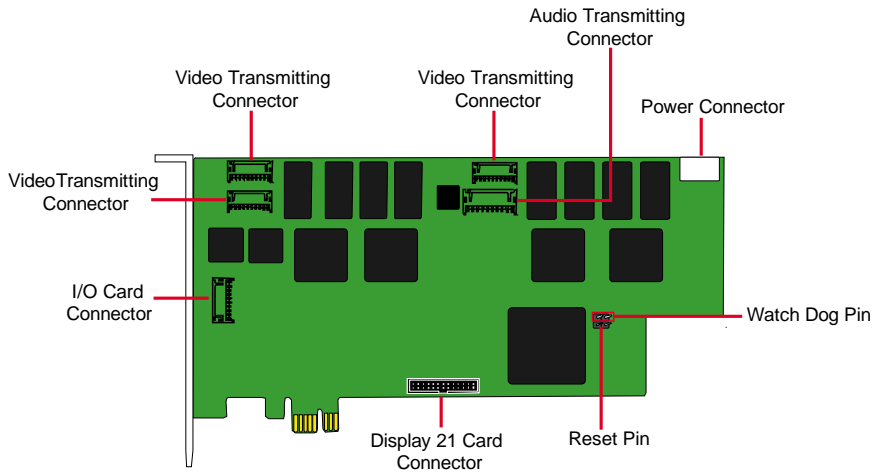 Audio Transmitting
Connector
Video Transmitting
Connector
Video Transmitting
Connector
Power Connector
VideoTransmitting
Connector
I/O Card
Connector
Watch Dog Pin
Display 21 Card
Connector
Reset Pin